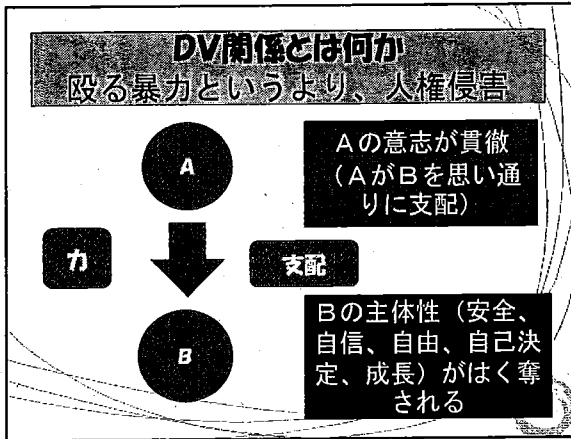 DV関係とは何か
殴る暴力というより、人権侵害
A
Aの意志が貫徹
（AがBを思い通
りに支配）
力
支配
B
Bの主体性（安全、
自信、自由、自己決
定、成長）がはく奪
される